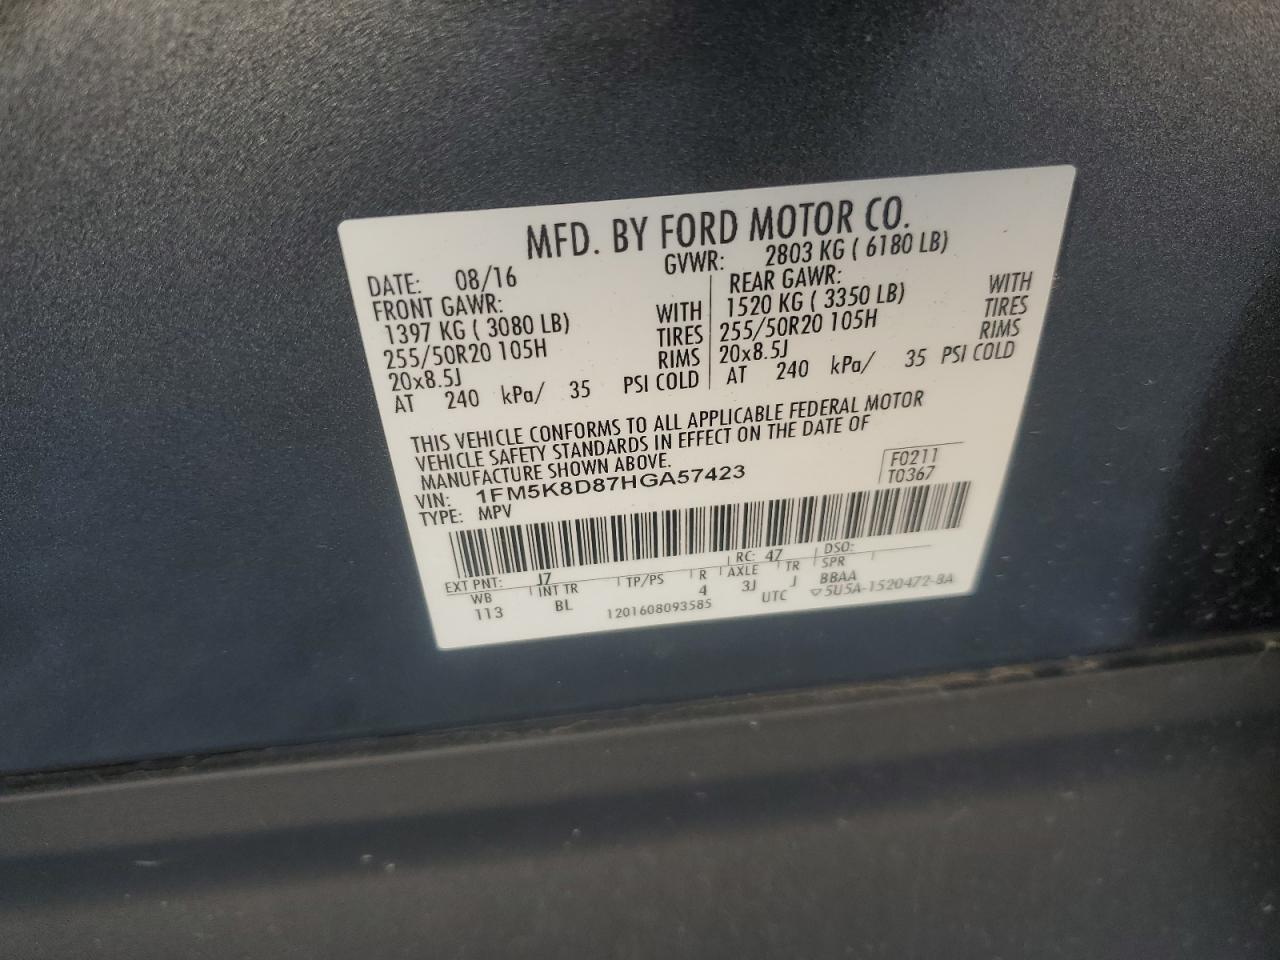 MFD. BY FORD MOTOR CO.
DATE: 08/16 GVWR: 2803 KG ( 6180 LB)
FRONT GAWR: REAR GAWR:
1397 KG ( 3080 LB) WITH 1520 KG ( 3350 LB) WITH
255/50R20 105H TIRES 255/50R20 105H TIRES
20x8.5J RIMS 20x8.5J RIMS
AT 240 kPa/ 35 PSI COLD AT 240 kPa/ 35 PSI COLD
THIS VEHICLE CONFORMS TO ALL APPLICABLE FEDERAL MOTOR
VEHICLE SAFETY STANDARDS IN EFFECT ON THE DATE OF
MANUFACTURE SHOWN ABOVE.
F0211
VIN: 1FM5K8D87HGA57423
T0367
TYPE: MPV
EXT PNT: J7 RC: 47 DSO:
WB INT TR TP/PS R AXLE TR SPR
113 BL 4 3J J BBAA
1201608093585 UTC ▽5U5A-1520472-BA